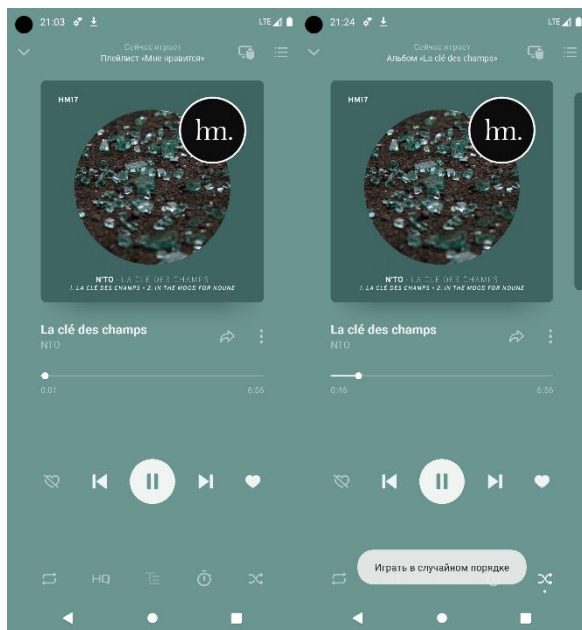 21:03
LTE
Сейчас играет
Плейлист «Мне нравится»
HM17
hm.
N'TO - LA CLÉ DES CHAMPS
1. LA CLÉ DES CHAMPS • 2. IN THE MOOD FOR NOUNE
La clé des champs
NTO
0:01
6:56
HQ
21:24
LTE
Сейчас играет
Альбом «La clé des champs»
HM17
hm.
N'TO - LA CLÉ DES CHAMPS
1. LA CLÉ DES CHAMPS • 2. IN THE MOOD FOR NOUNE
La clé des champs
NTO
0:46
6:56
Играть в случайном порядке